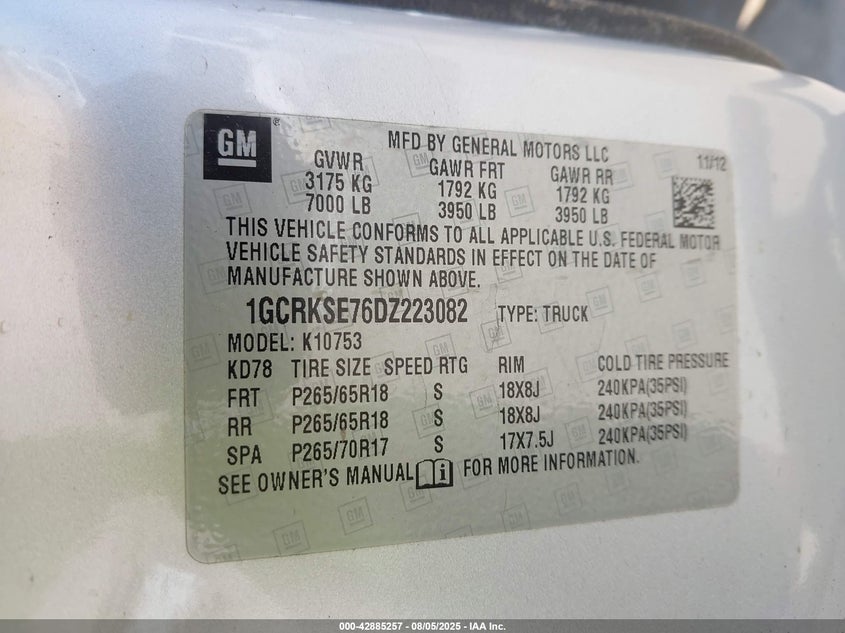 GM
MFD BY GENERAL MOTORS LLC
11/12
GVWR GAWR FRT GAWR RR
3175 KG 1792 KG 1792 KG
7000 LB 3950 LB 3950 LB
THIS VEHICLE CONFORMS TO ALL APPLICABLE U.S. FEDERAL MOTOR
VEHICLE SAFETY STANDARDS IN EFFECT ON THE DATE OF
MANUFACTURE SHOWN ABOVE.
1GCRKSE76DZ223082 TYPE: TRUCK
MODEL: K10753
KD78 TIRE SIZE SPEED RTG RIM COLD TIRE PRESSURE
FRT P265/65R18 S 18X8J 240KPA(35PSI)
RR P265/65R18 S 18X8J 240KPA(35PSI)
SPA P265/70R17 S 17X7.5J 240KPA(35PSI)
SEE OWNER'S MANUAL i FOR MORE INFORMATION.
000-42885257 - 08/05/2025 - IAA Inc.